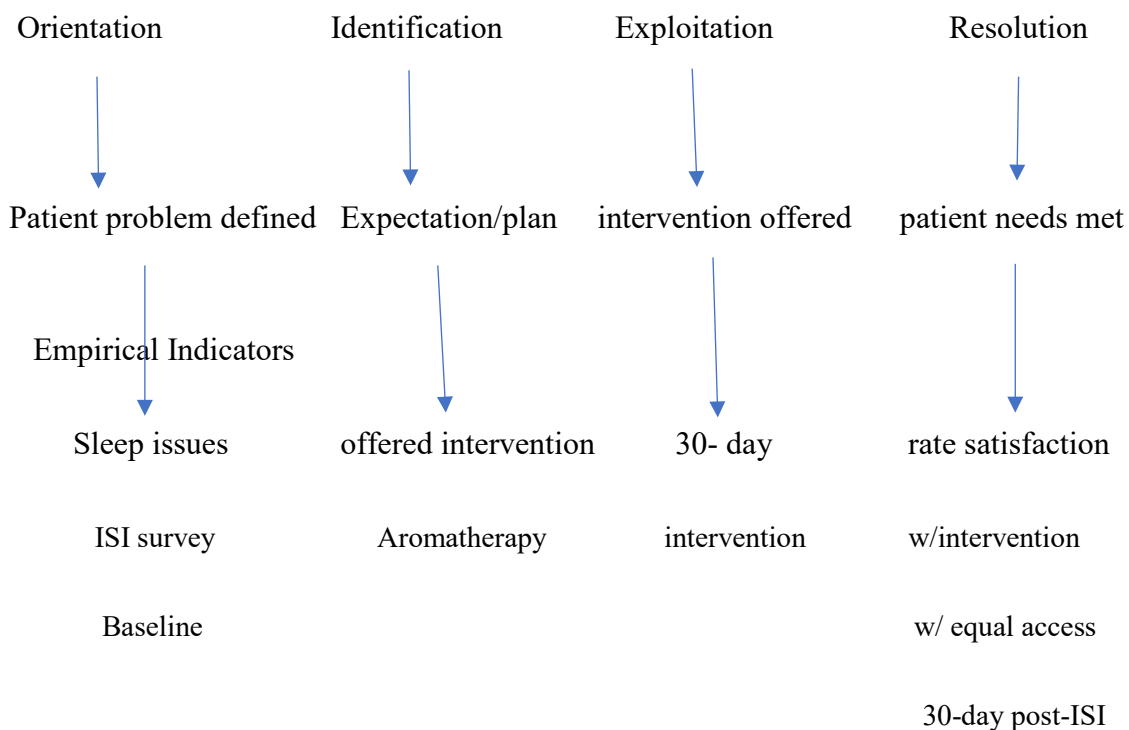 Orientation Identification Exploitation Resolution
Patient problem defined Expectation/plan intervention offered patient needs met
Empirical Indicators
Sleep issues offered intervention 30- day rate satisfaction
ISI survey Aromatherapy intervention w/intervention
Baseline w/ equal access
30-day post-ISI